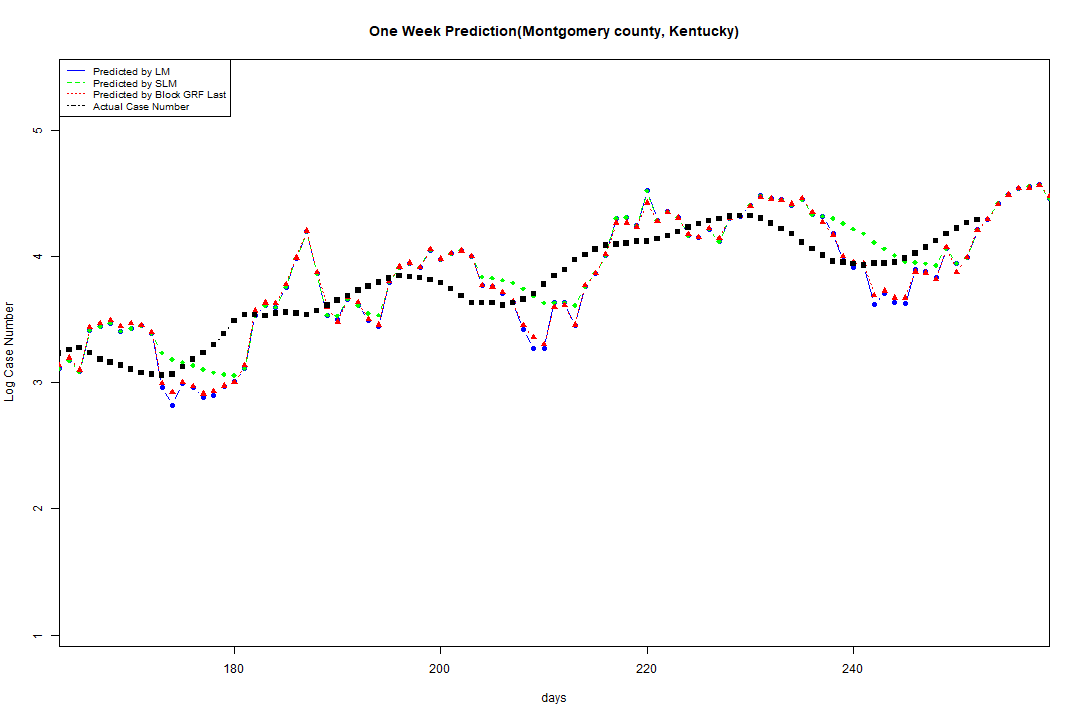 One Week Prediction(Montgomery county, Kentucky)
Predicted by LM
Predicted by SLM
Predicted by Block GRF Last
Actual Case Number
5
4
3
2
1
Log Case Number
180
200
220
240
days